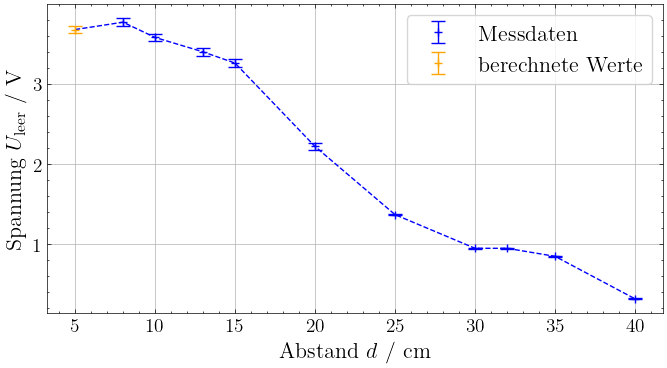 Messdaten
berechnete Werte
Spannung U_leer / V
3
2
1
5 10 15 20 25 30 35 40
Abstand d / cm